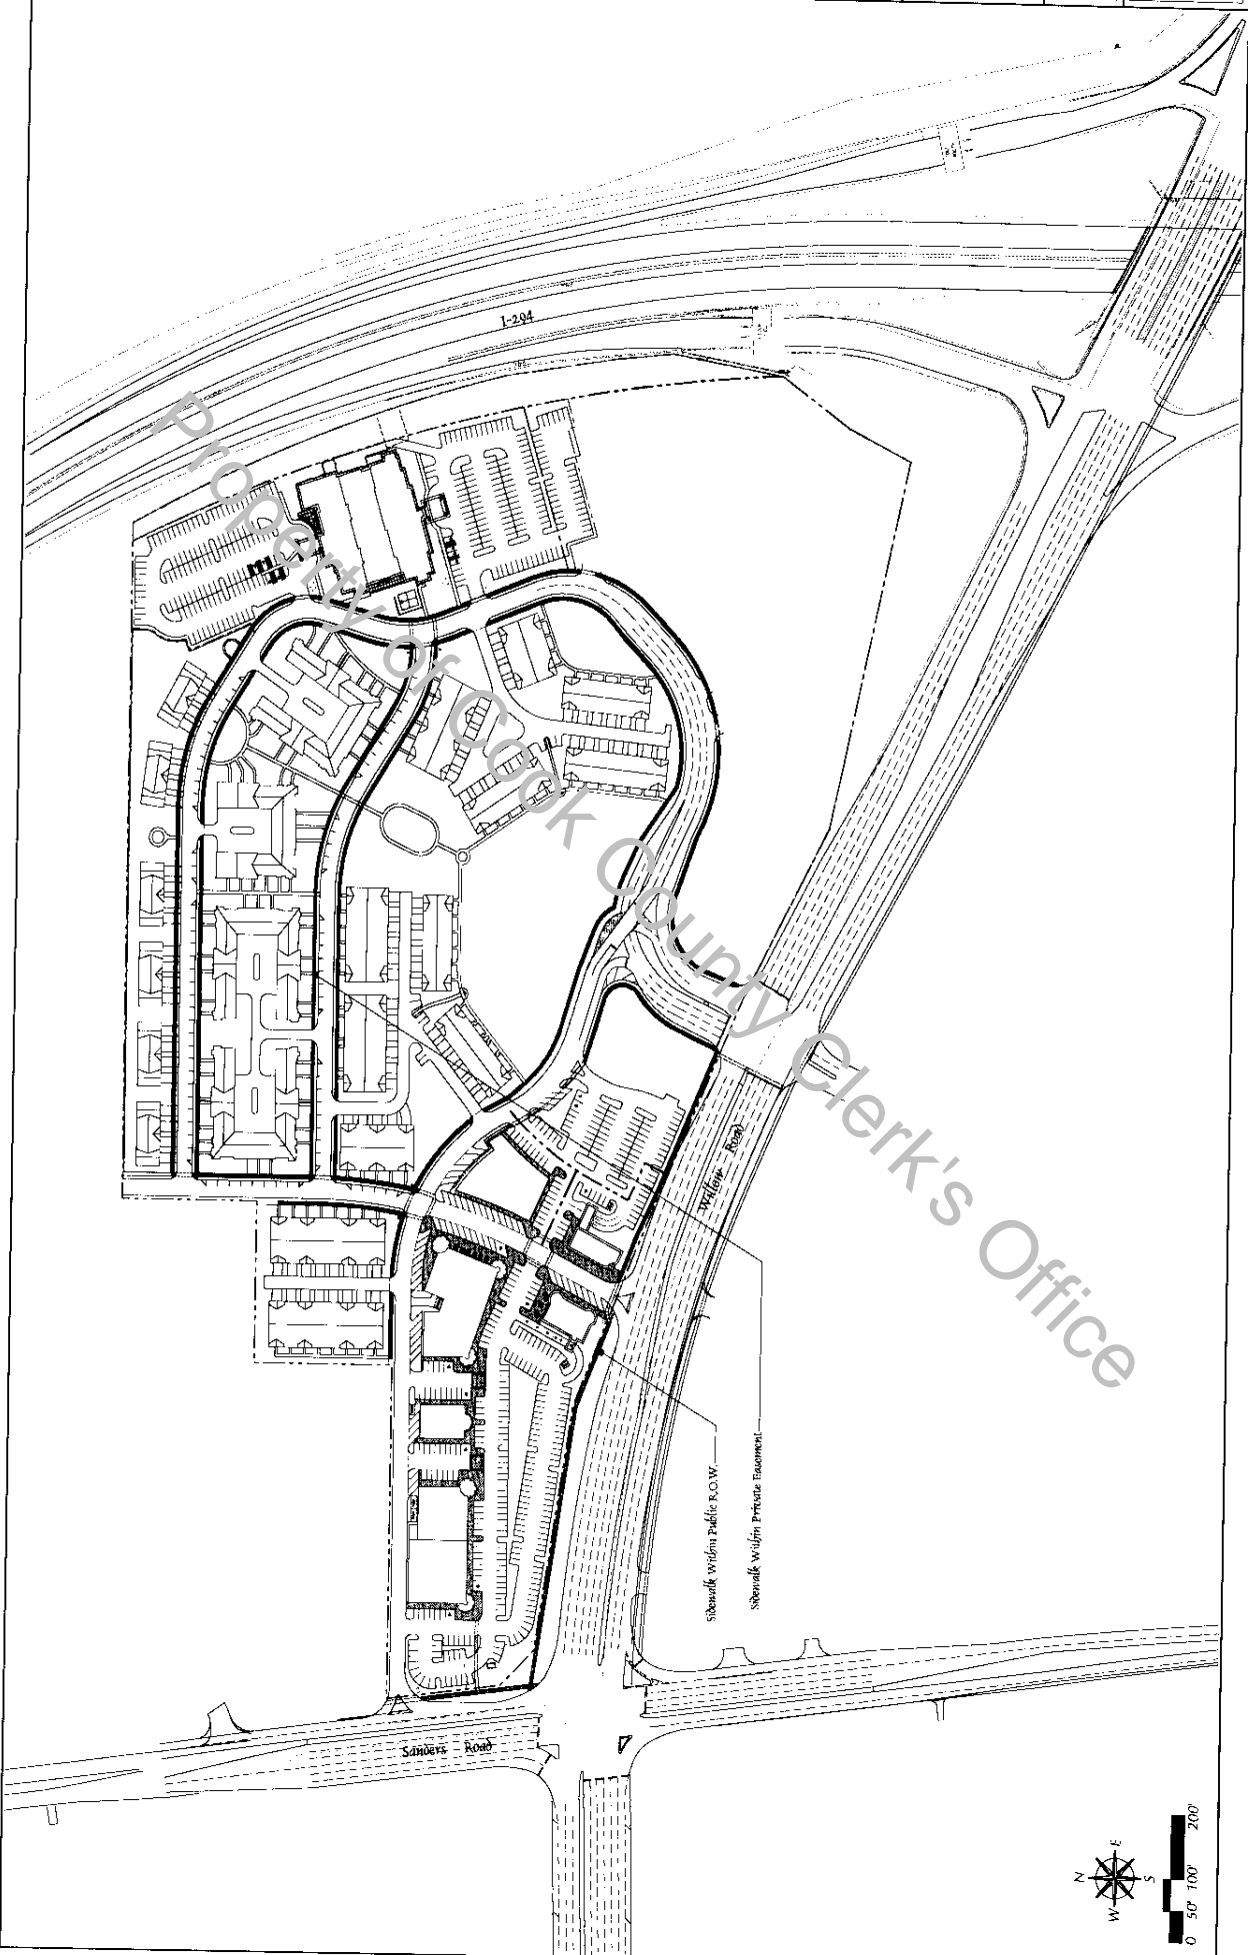 I-294
Property of Cook County Clerk's Office
Willow Road
Sidewalk Within Public R.O.W.
Sidewalk Within Private Easement
Sanders Road
N
E
S
W
0 50' 100' 200'